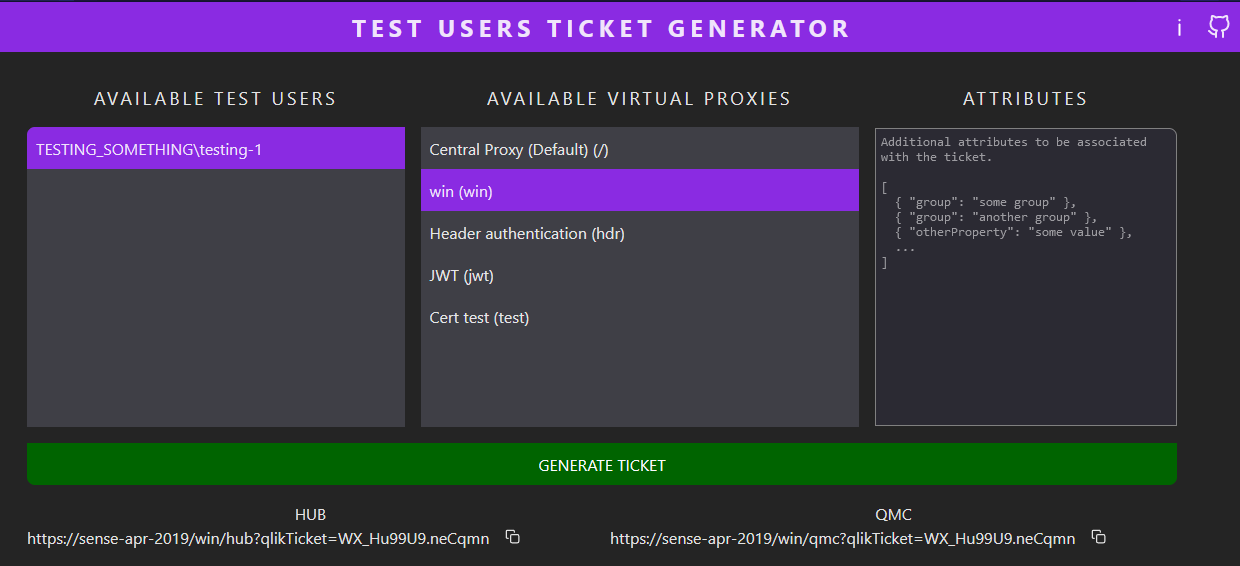 TEST USERS TICKET GENERATOR
i
AVAILABLE TEST USERS
TESTING_SOMETHING\testing-1
AVAILABLE VIRTUAL PROXIES
Central Proxy (Default) (/)
win (win)
Header authentication (hdr)
JWT (jwt)
Cert test (test)
ATTRIBUTES
Additional attributes to be associated
with the ticket.
[
{ "group": "some group" },
{ "group": "another group" },
{ "otherProperty": "some value" },
...
]
GENERATE TICKET
HUB
https://sense-apr-2019/win/hub?qlikTicket=WX_Hu99U9.neCqmn
QMC
https://sense-apr-2019/win/qmc?qlikTicket=WX_Hu99U9.neCqmn